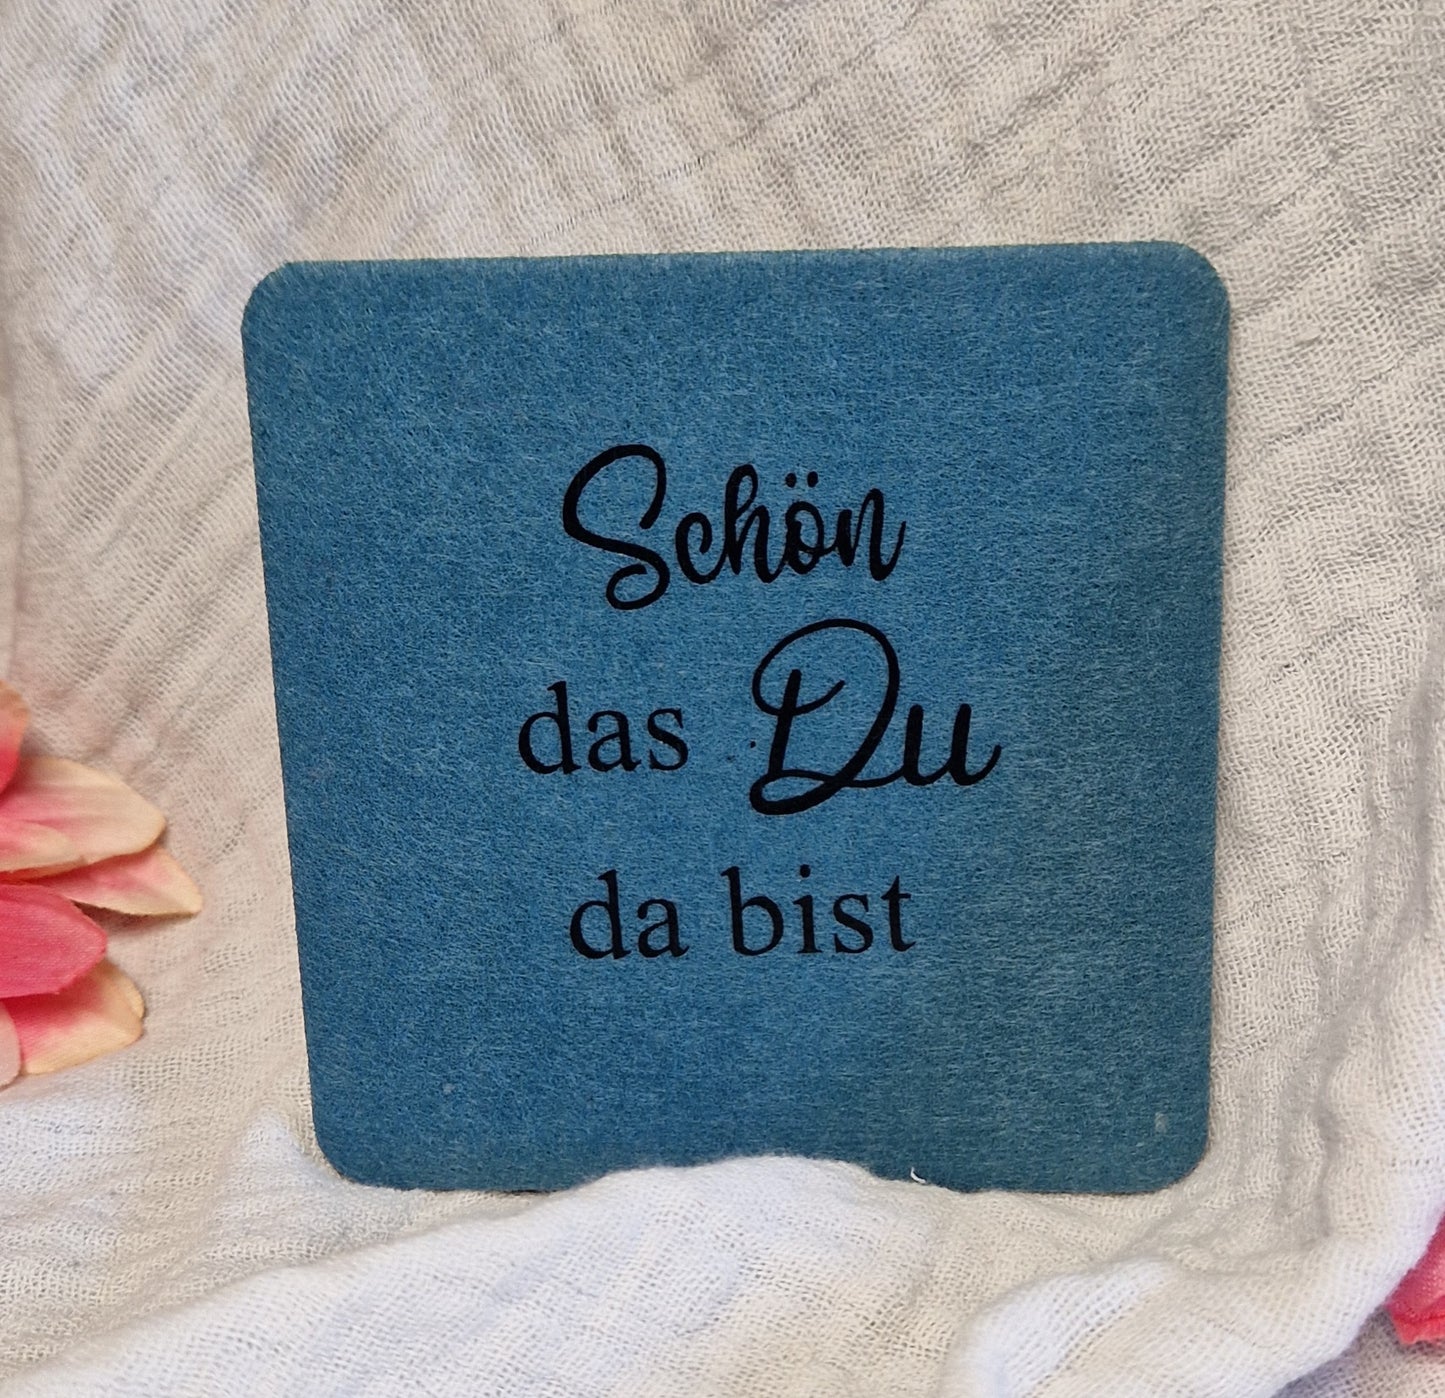 Schön
das Du
da bist